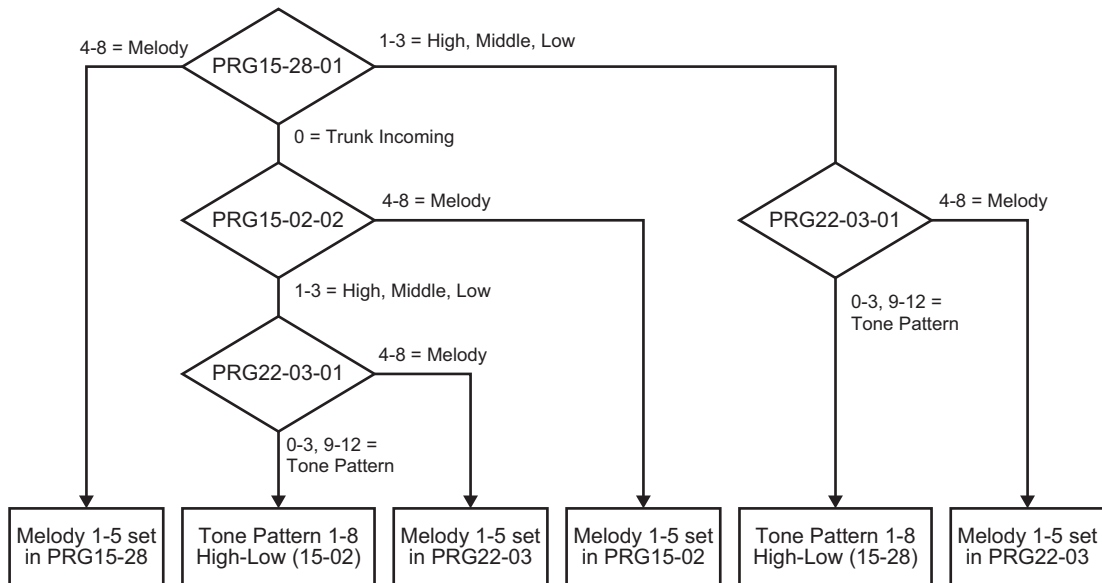 4-8 = Melody
1-3 = High, Middle, Low
PRG15-28-01
0 = Trunk Incoming
PRG15-02-02
4-8 = Melody
PRG22-03-01
4-8 = Melody
1-3 = High, Middle, Low
0-3, 9-12 =
Tone Pattern
PRG22-03-01
4-8 = Melody
0-3, 9-12 =
Tone Pattern
Melody 1-5 set
in PRG15-28
Tone Pattern 1-8
High-Low (15-02)
Melody 1-5 set
in PRG22-03
Melody 1-5 set
in PRG15-02
Tone Pattern 1-8
High-Low (15-28)
Melody 1-5 set
in PRG22-03